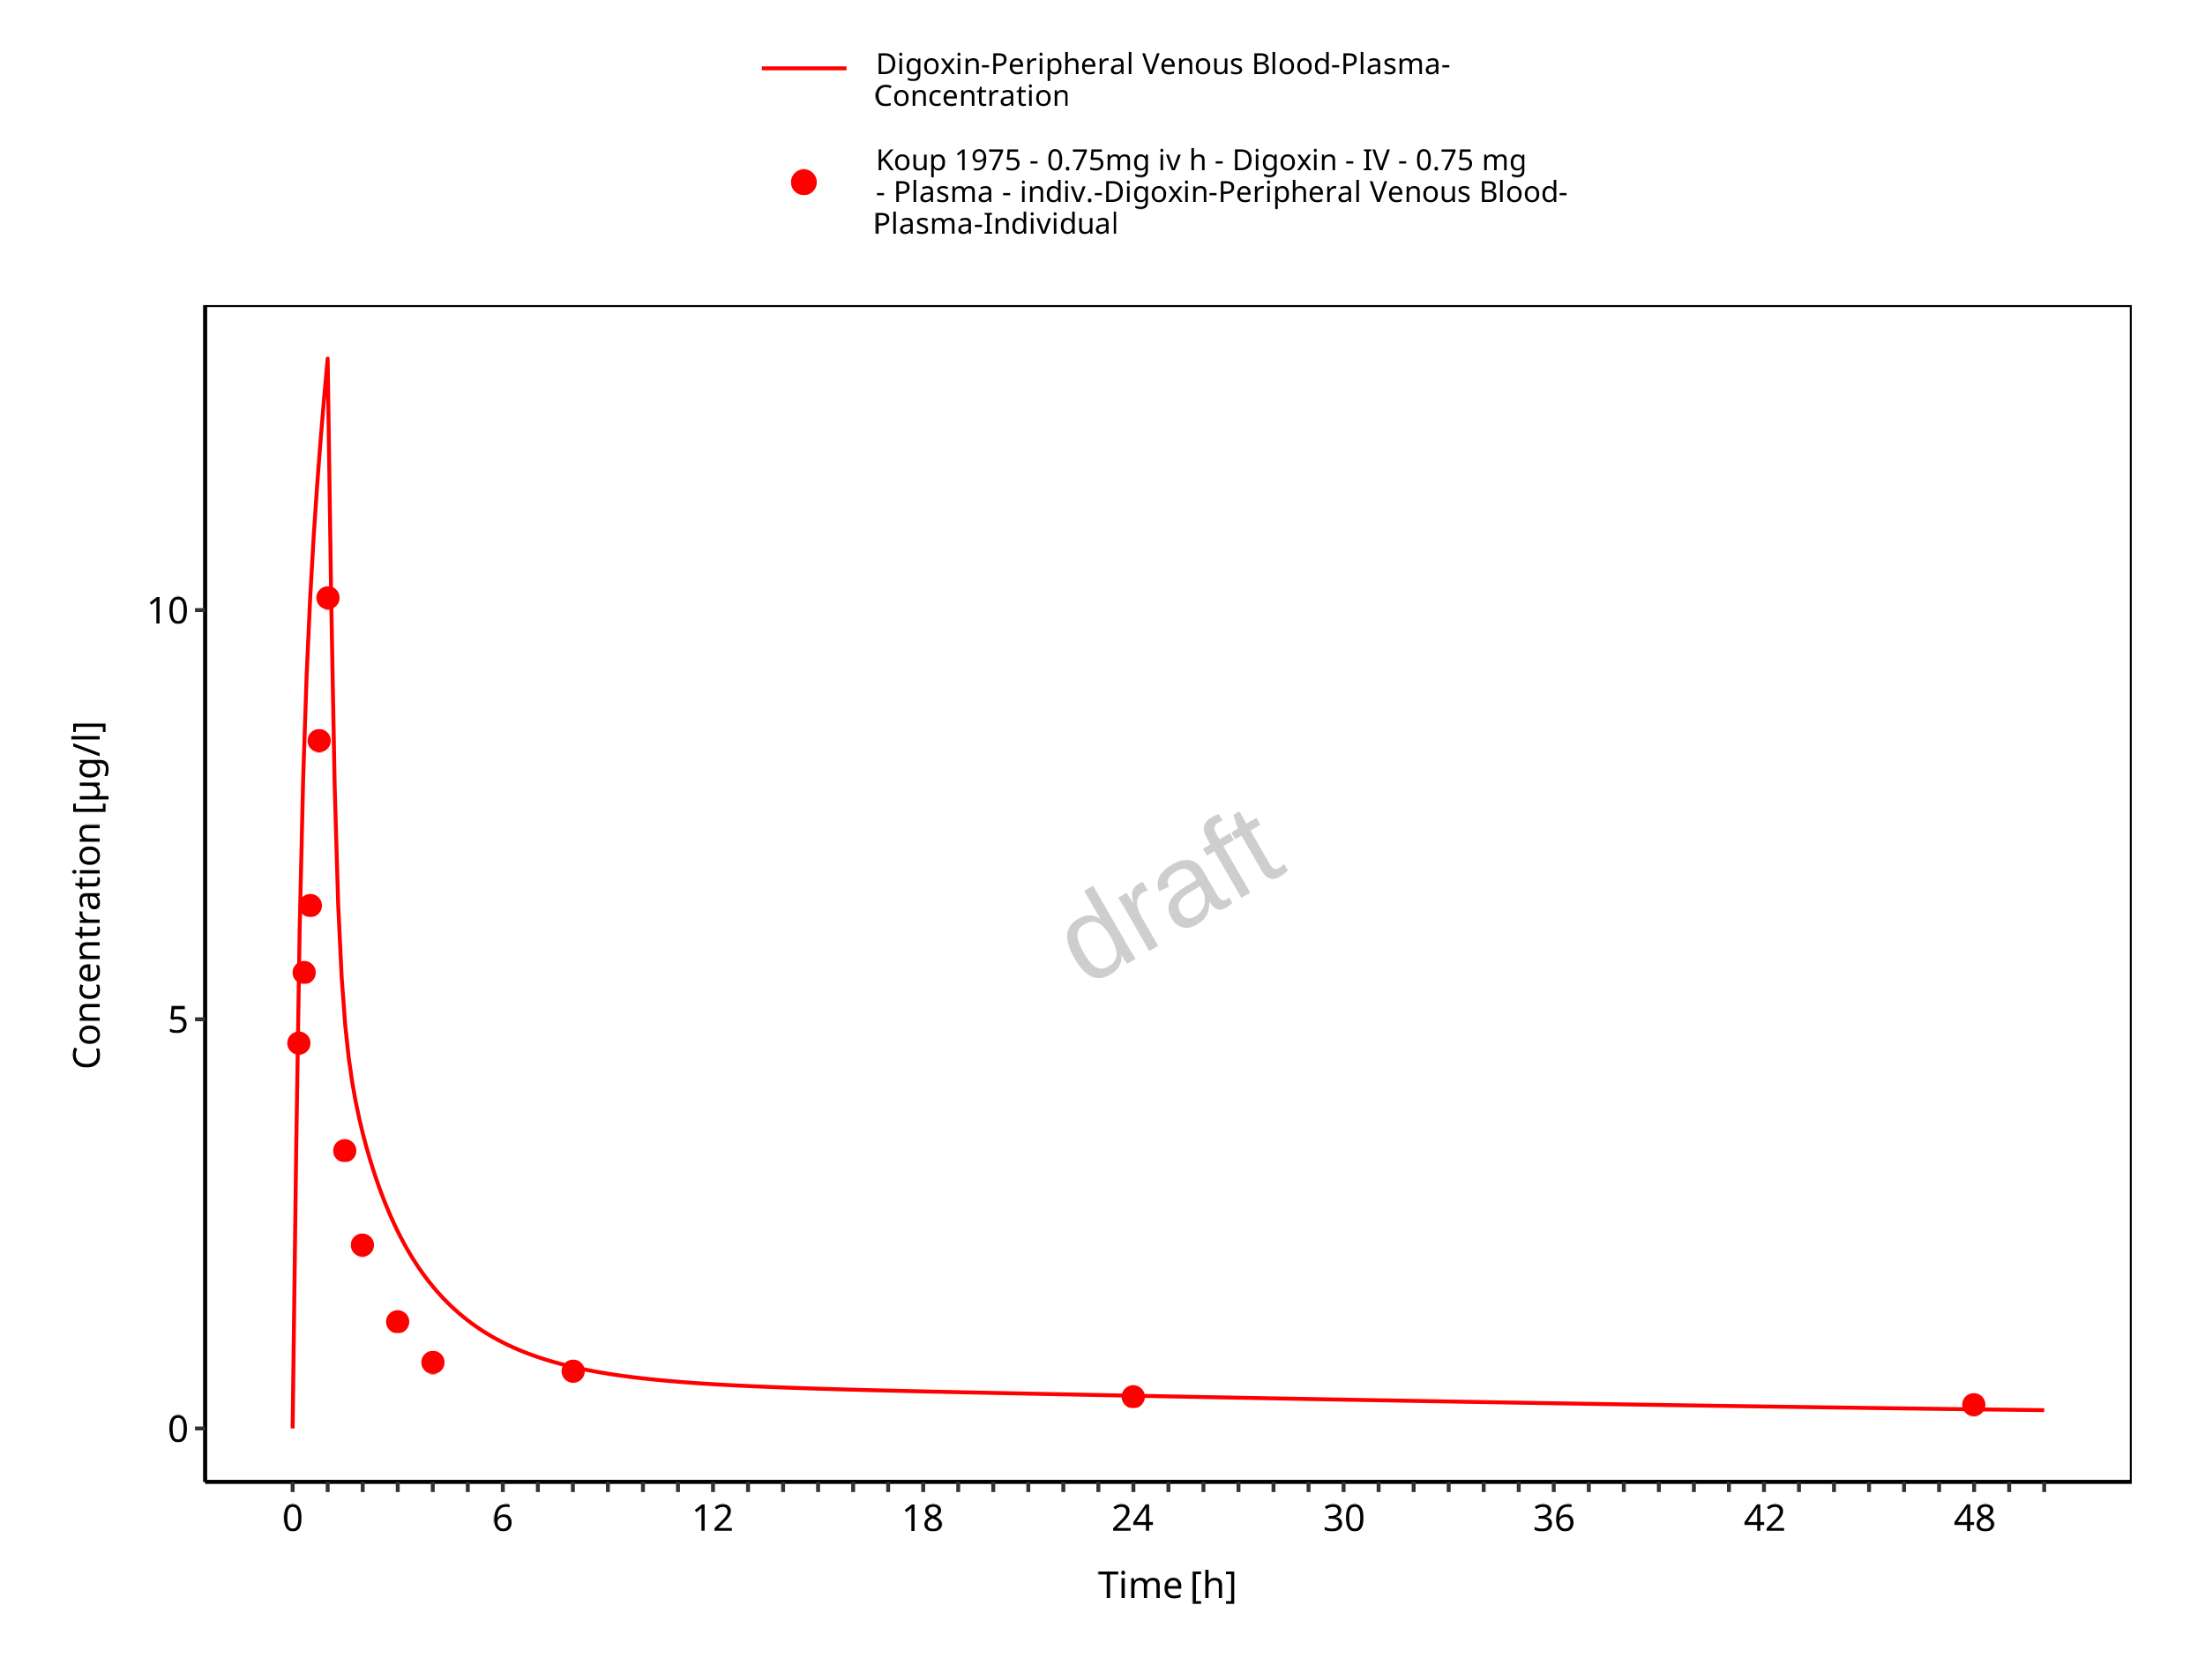 Digoxin-Peripheral Venous Blood-Plasma-
Concentration
Koup 1975 - 0.75mg iv h - Digoxin - IV - 0.75 mg
- Plasma - indiv.-Digoxin-Peripheral Venous Blood-
Plasma-Individual
10
5
0
Concentration [µg/l]
draft
0 6 12 18 24 30 36 42 48
Time [h]